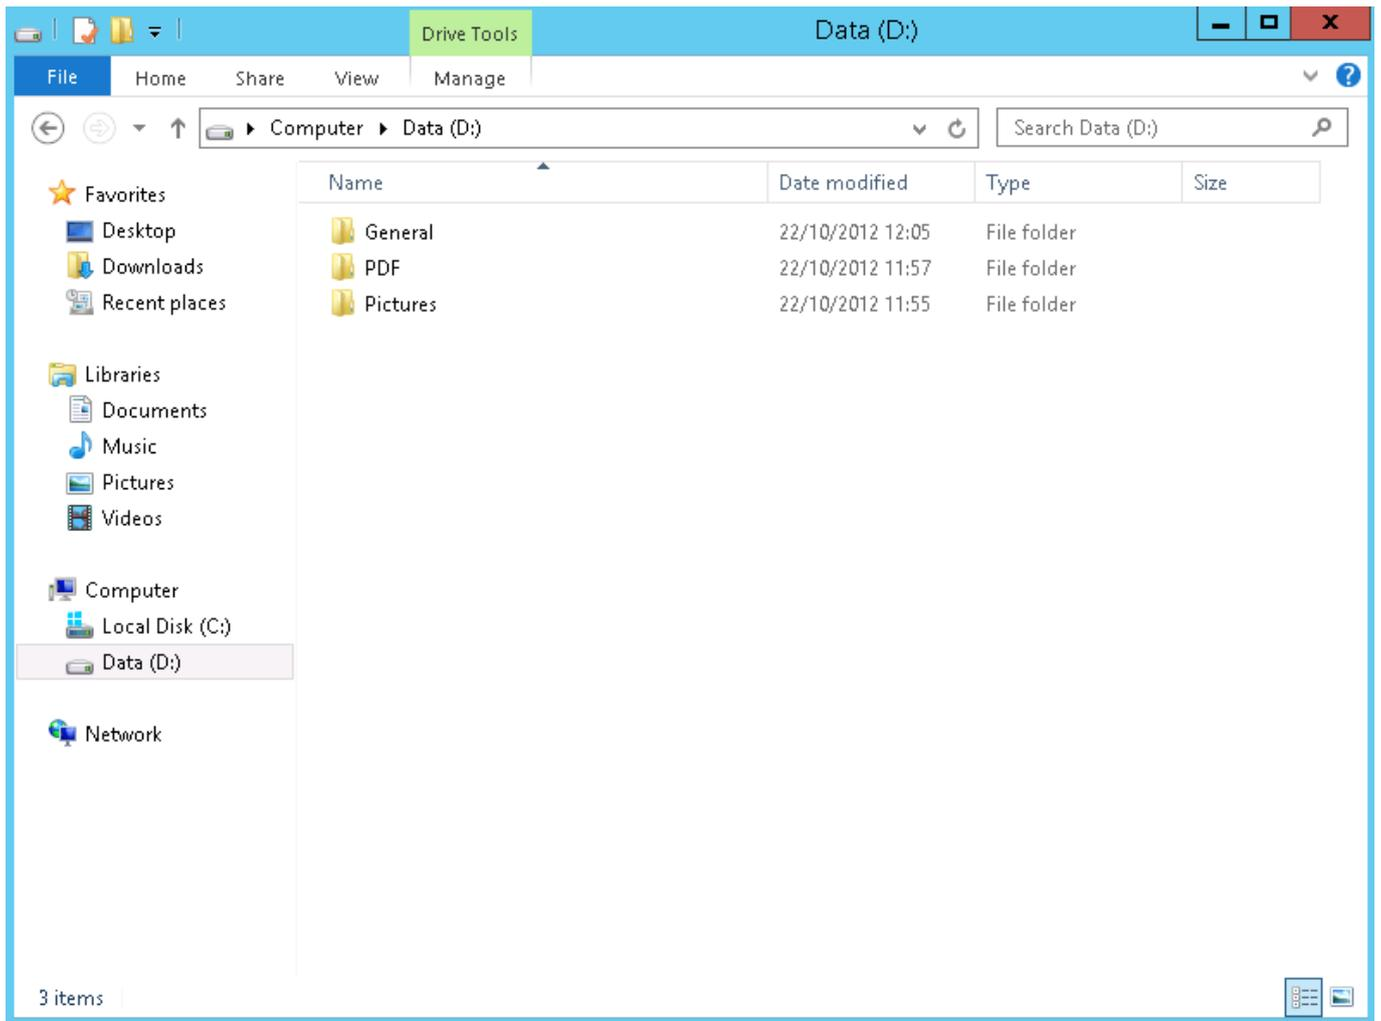 Drive Tools
Data (D:)
File Home Share View Manage
Computer Data (D:)
Search Data (D:)
Name Date modified Type Size
Favorites
Desktop
Downloads
Recent places
Libraries
Documents
Music
Pictures
Videos
Computer
Local Disk (C:)
Data (D:)
Network
General 22/10/2012 12:05 File folder
PDF 22/10/2012 11:57 File folder
Pictures 22/10/2012 11:55 File folder
3 items